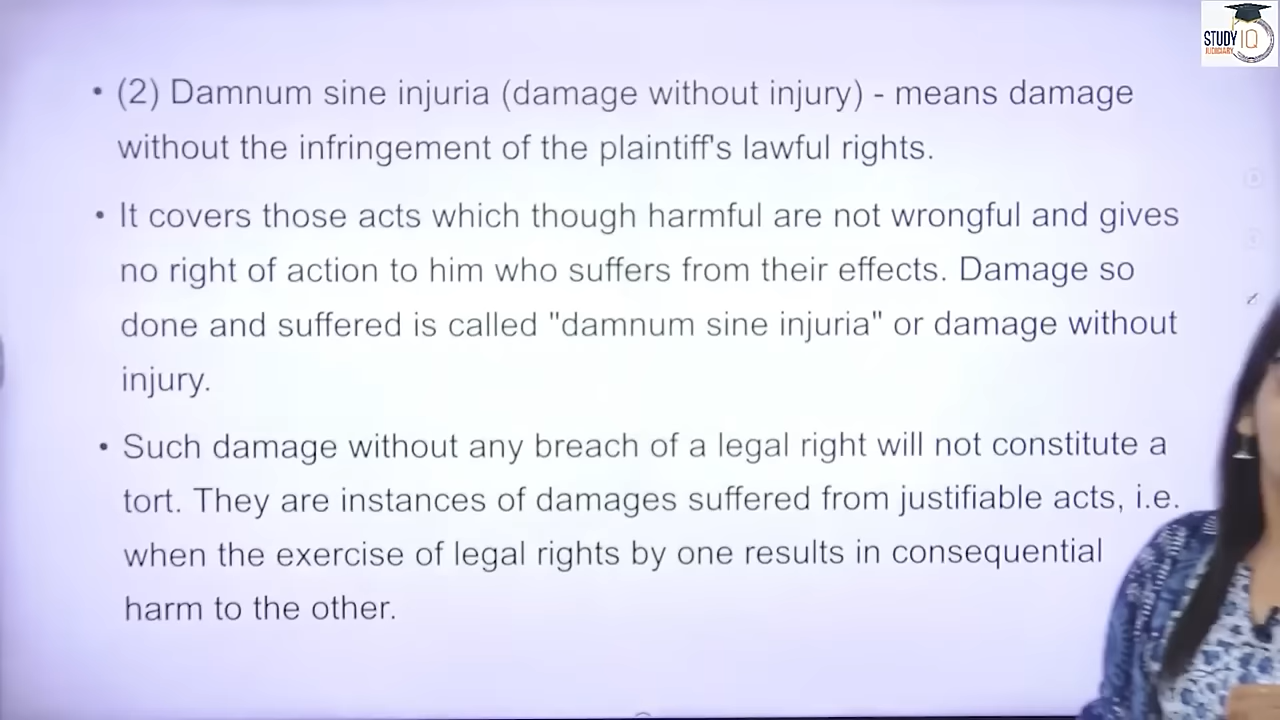 STUDY IQ
JUDICIARY
• (2) Damnum sine injuria (damage without injury) - means damage
without the infringement of the plaintiff's lawful rights.
• It covers those acts which though harmful are not wrongful and gives
no right of action to him who suffers from their effects. Damage so
done and suffered is called "damnum sine injuria" or damage without
injury.
• Such damage without any breach of a legal right will not constitute a
tort. They are instances of damages suffered from justifiable acts, i.e.
when the exercise of legal rights by one results in consequential
harm to the other.